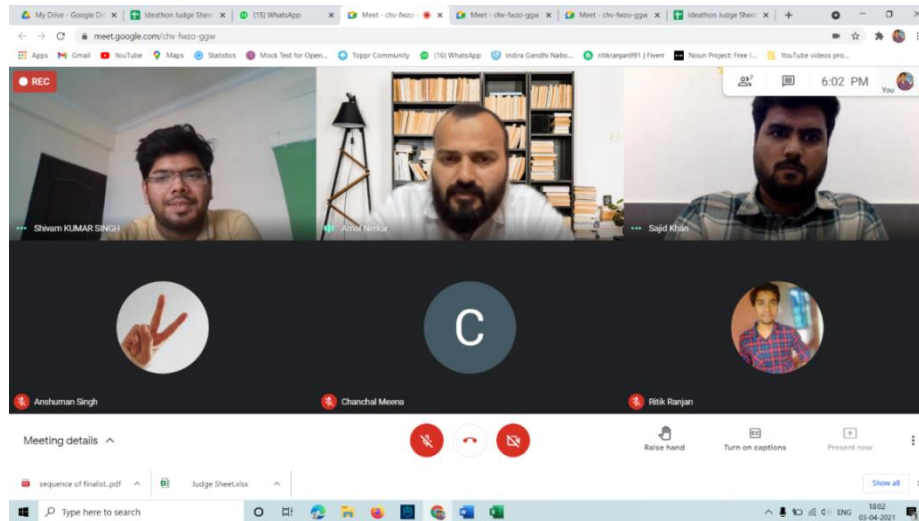 My Drive - Google Dri
Ideathon Judge Sheet
(15) WhatsApp
Meet - chv-fwzo-
Meet - chv-fwzo-ggw
Meet - chv-fwzo-ggw
Ideathon Judge Sheet
meet.google.com/chv-fwzo-ggw
Apps
Gmail
YouTube
Maps
Statistics
Mock Test for Open...
Toppr Community
(16) WhatsApp
Indira Gandhi Natio...
ritikranjan991 | Fiverr
Noun Project: Free I...
YouTube videos pro...
REC
7
6:02 PM
You
Shivam KUMAR SINGH
Amol Nerkar
Sajid Khan
C
Anshuman Singh
Chanchal Meena
Ritik Ranjan
Meeting details
Raise hand
Turn on captions
Present now
sequence of finalist..pdf
Judge Sheet.xlsx
Show all
Type here to search
ENG
18:02
03-04-2021